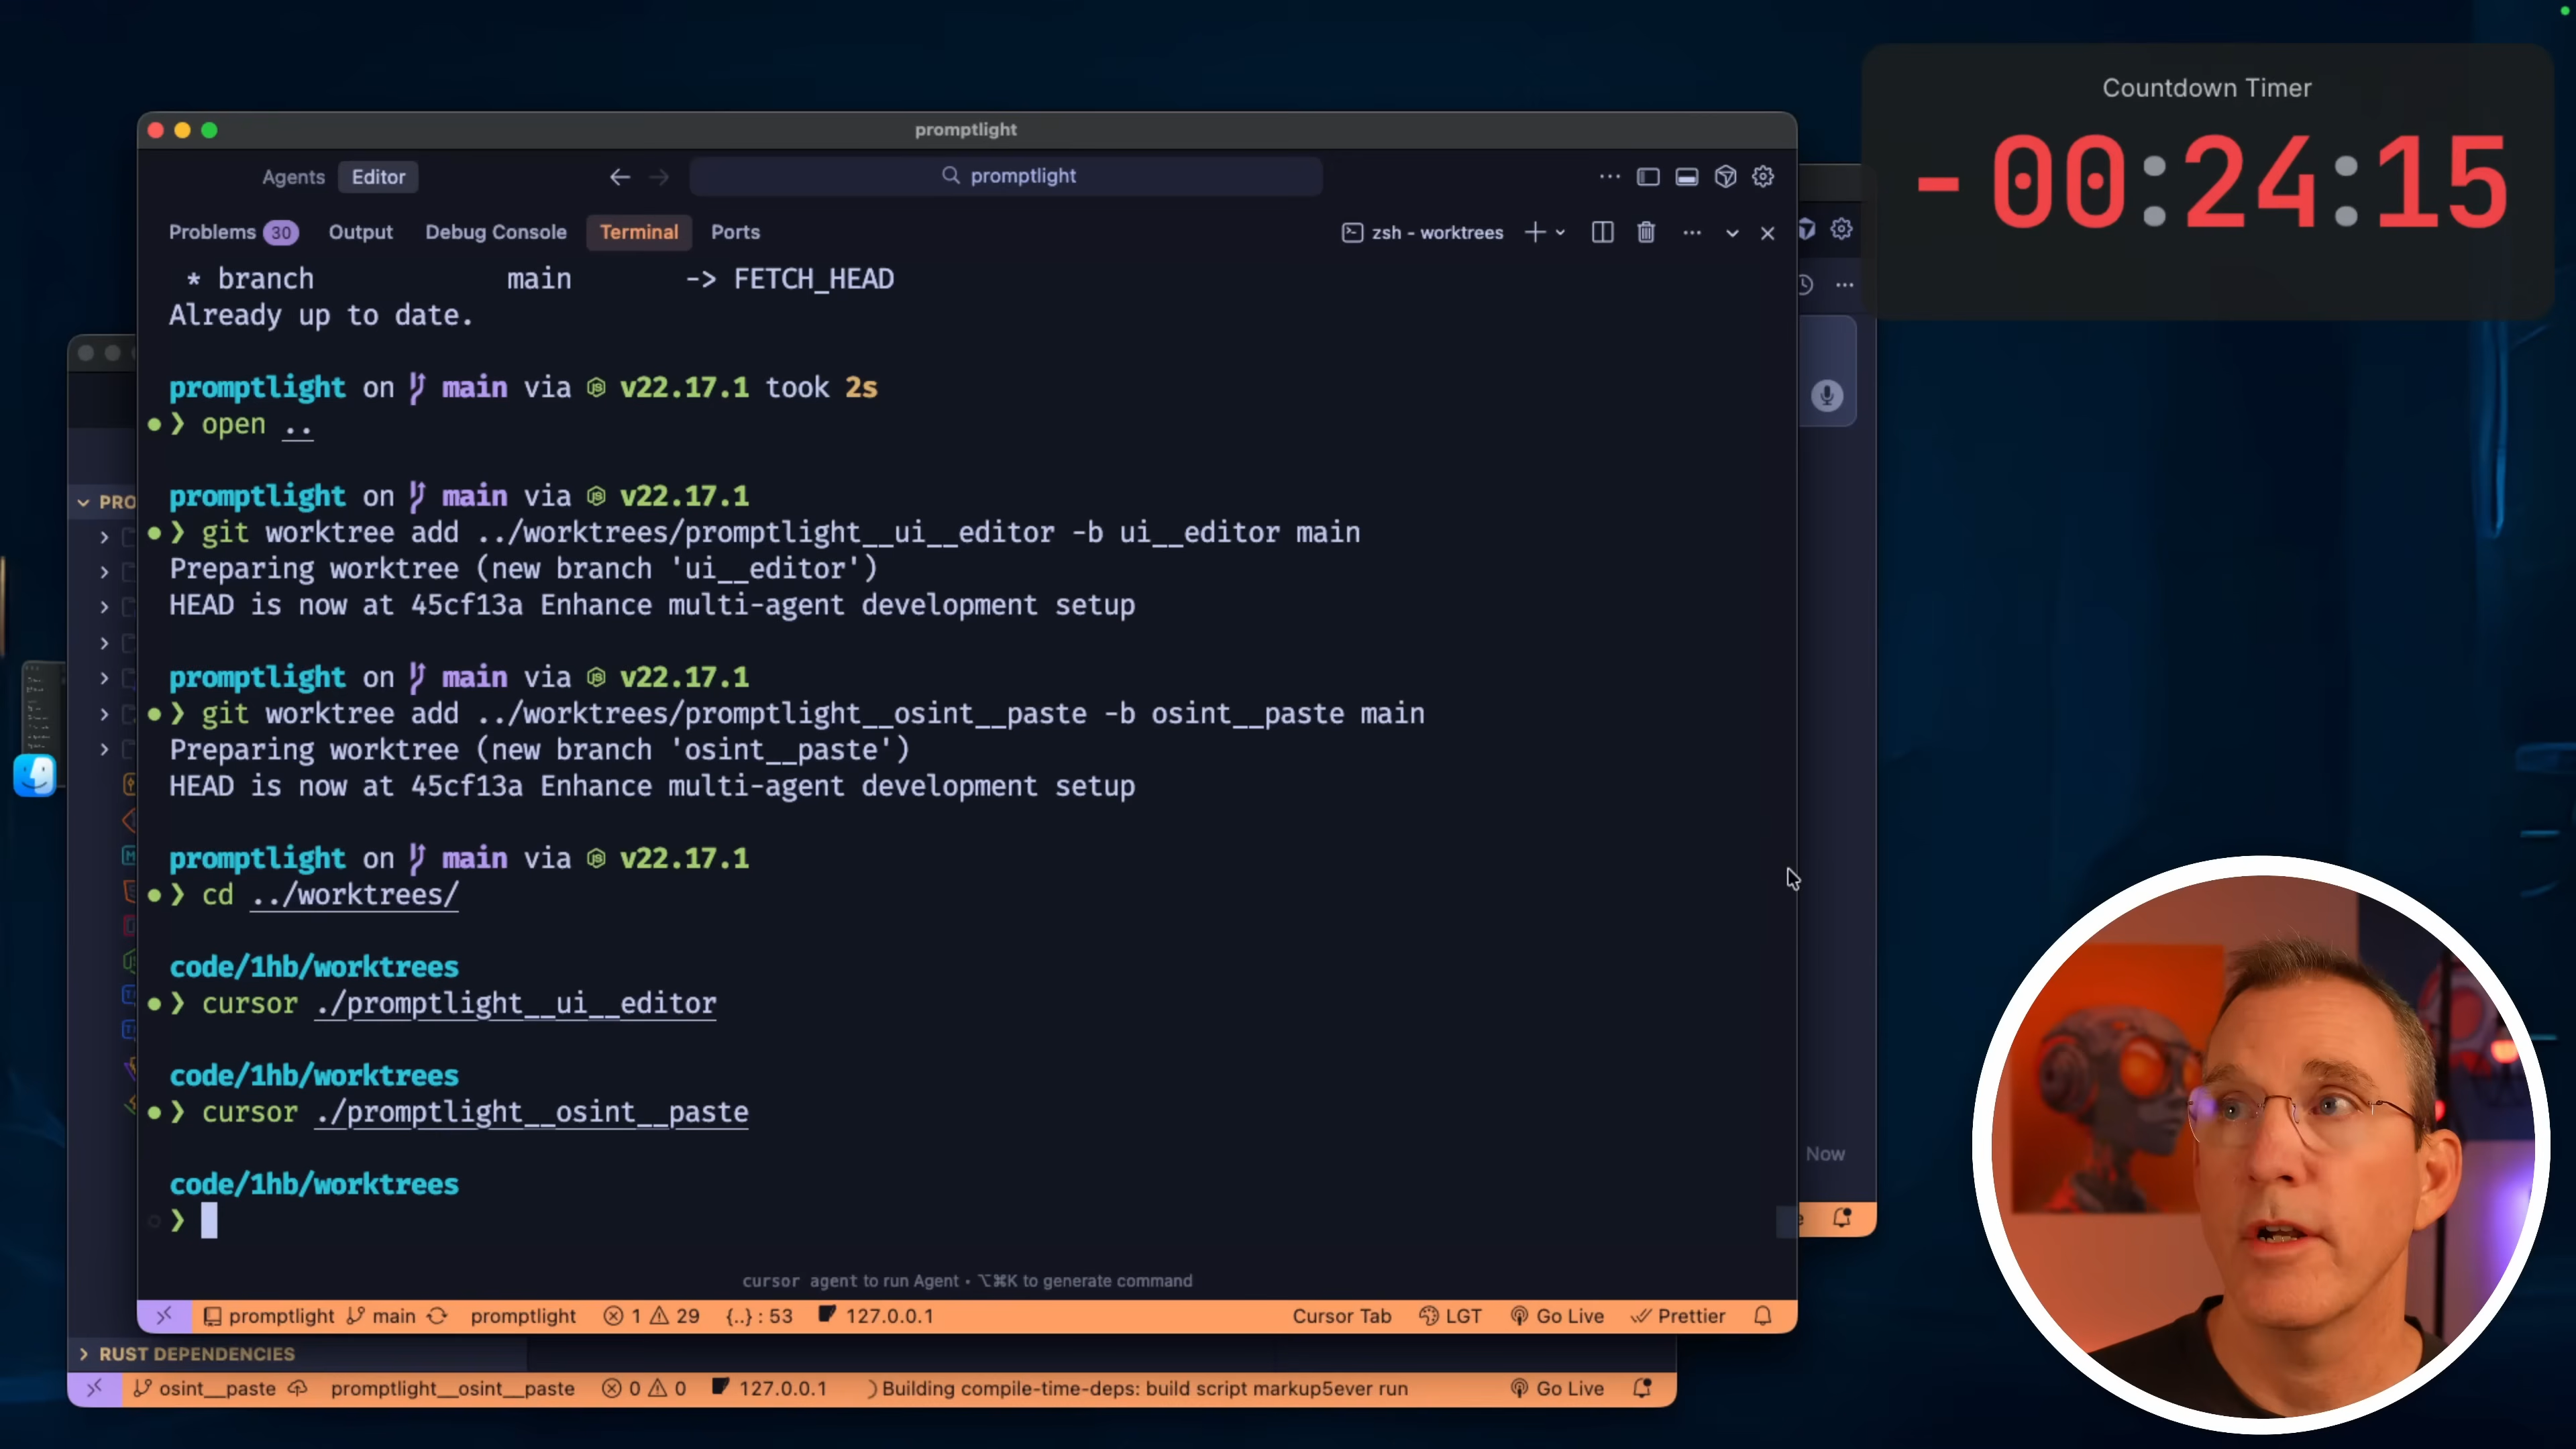 Countdown Timer
-00:24:15
promptlight
Agents Editor promptlight
Problems 30 Output Debug Console Terminal Ports zsh - worktrees
* branch main -> FETCH_HEAD
Already up to date.
promptlight on main via v22.17.1 took 2s
❯ open ..
promptlight on main via v22.17.1
❯ git worktree add ../worktrees/promptlight__ui__editor -b ui__editor main
Preparing worktree (new branch 'ui__editor')
HEAD is now at 45cf13a Enhance multi-agent development setup
promptlight on main via v22.17.1
❯ git worktree add ../worktrees/promptlight__osint__paste -b osint__paste main
Preparing worktree (new branch 'osint__paste')
HEAD is now at 45cf13a Enhance multi-agent development setup
promptlight on main via v22.17.1
❯ cd ../worktrees/
code/1hb/worktrees
❯ cursor ./promptlight__ui__editor
code/1hb/worktrees
❯ cursor ./promptlight__osint__paste
code/1hb/worktrees
❯
cursor agent to run Agent • ⌥⌘K to generate command
promptlight main promptlight 1 29 {..} : 53 127.0.0.1 Cursor Tab LGT Go Live Prettier
PRO
Now
RUST DEPENDENCIES
osint__paste promptlight__osint__paste 0 0 127.0.0.1 Building compile-time-deps: build script markup5ever run Go Live